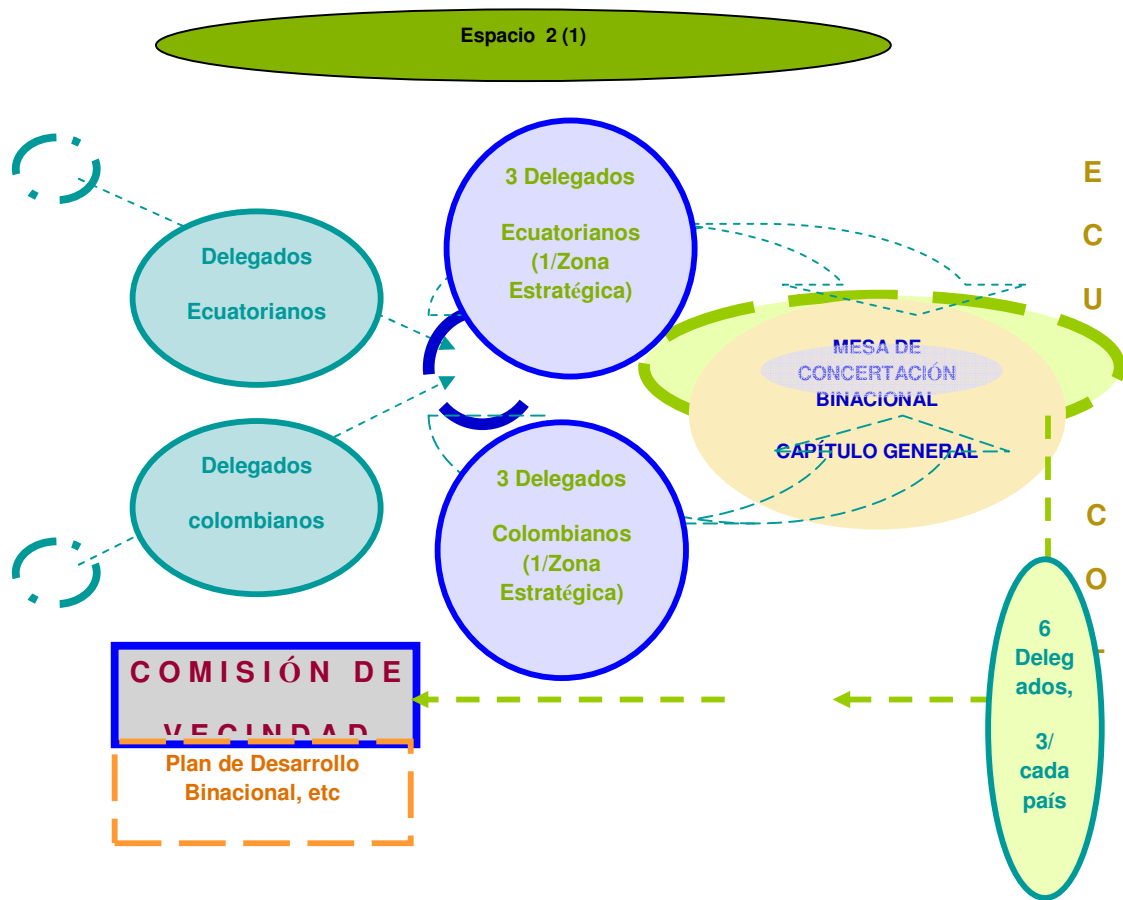 Espacio 2 (1)
3 Delegados
Ecuatorianos
(1/Zona
Estratégica)
Delegados
Ecuatorianos
E
C
U
MESA DE
CONCERTACIÓN
BINACIONAL
CAPÍTULO GENERAL
Delegados
colombianos
3 Delegados
Colombianos
(1/Zona
Estratégica)
C
O
6
Deleg
ados,
3/
cada
país
COMISIÓN DE
VECINDAD
Plan de Desarrollo
Binacional, etc